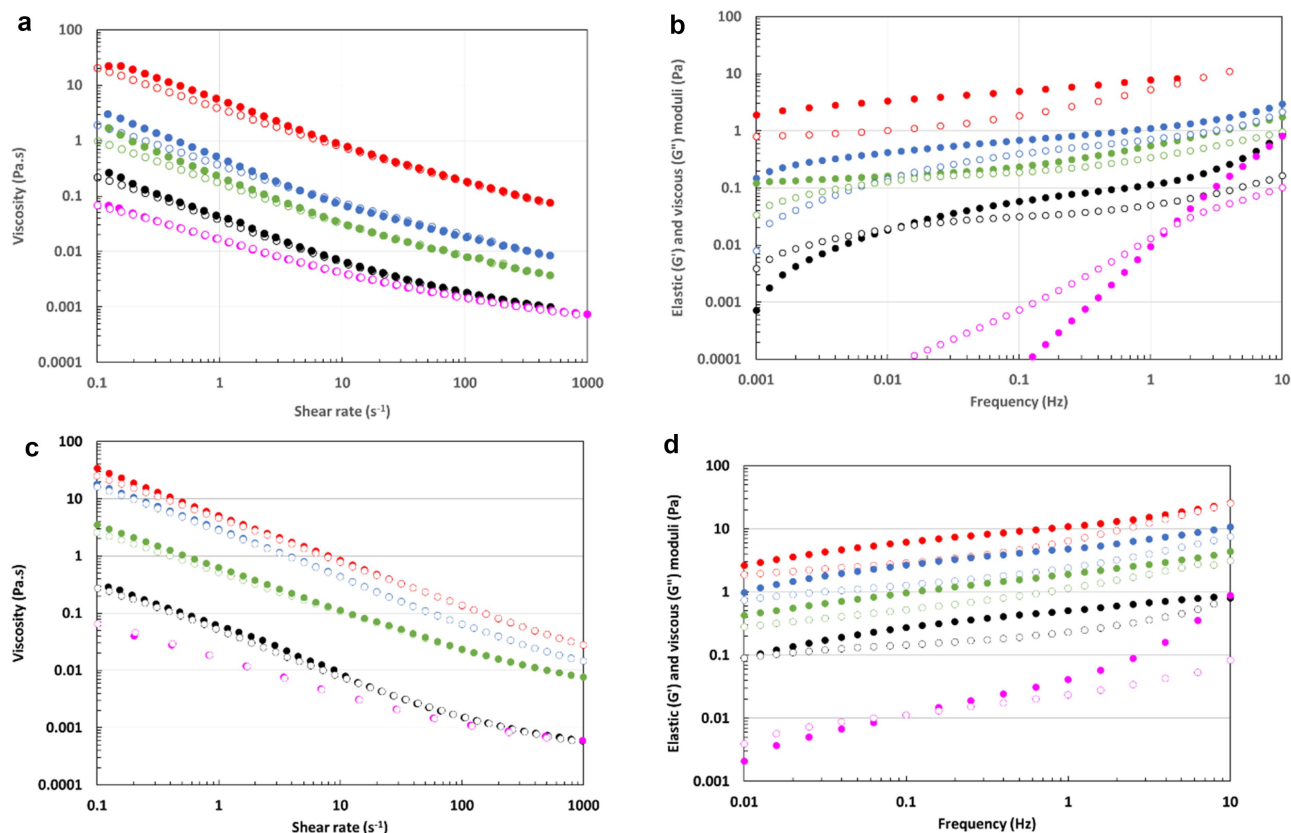 a
100
10
1
0.1
0.01
0.001
0.0001
Viscosity (Pa.s)
0.1 1 10 100 1000
Shear rate (s⁻¹)
b
100
10
1
0.1
0.01
0.001
0.0001
Elastic (G') and viscous (G'') moduli (Pa)
0.001 0.01 0.1 1 10
Frequency (Hz)
c
100
10
1
0.1
0.01
0.001
0.0001
Viscosity (Pa.s)
0.1 1 10 100 1000
Shear rate (s⁻¹)
d
100
10
1
0.1
0.01
0.001
Elastic (G') and viscous (G'') moduli (Pa)
0.01 0.1 1 10
Frequency (Hz)